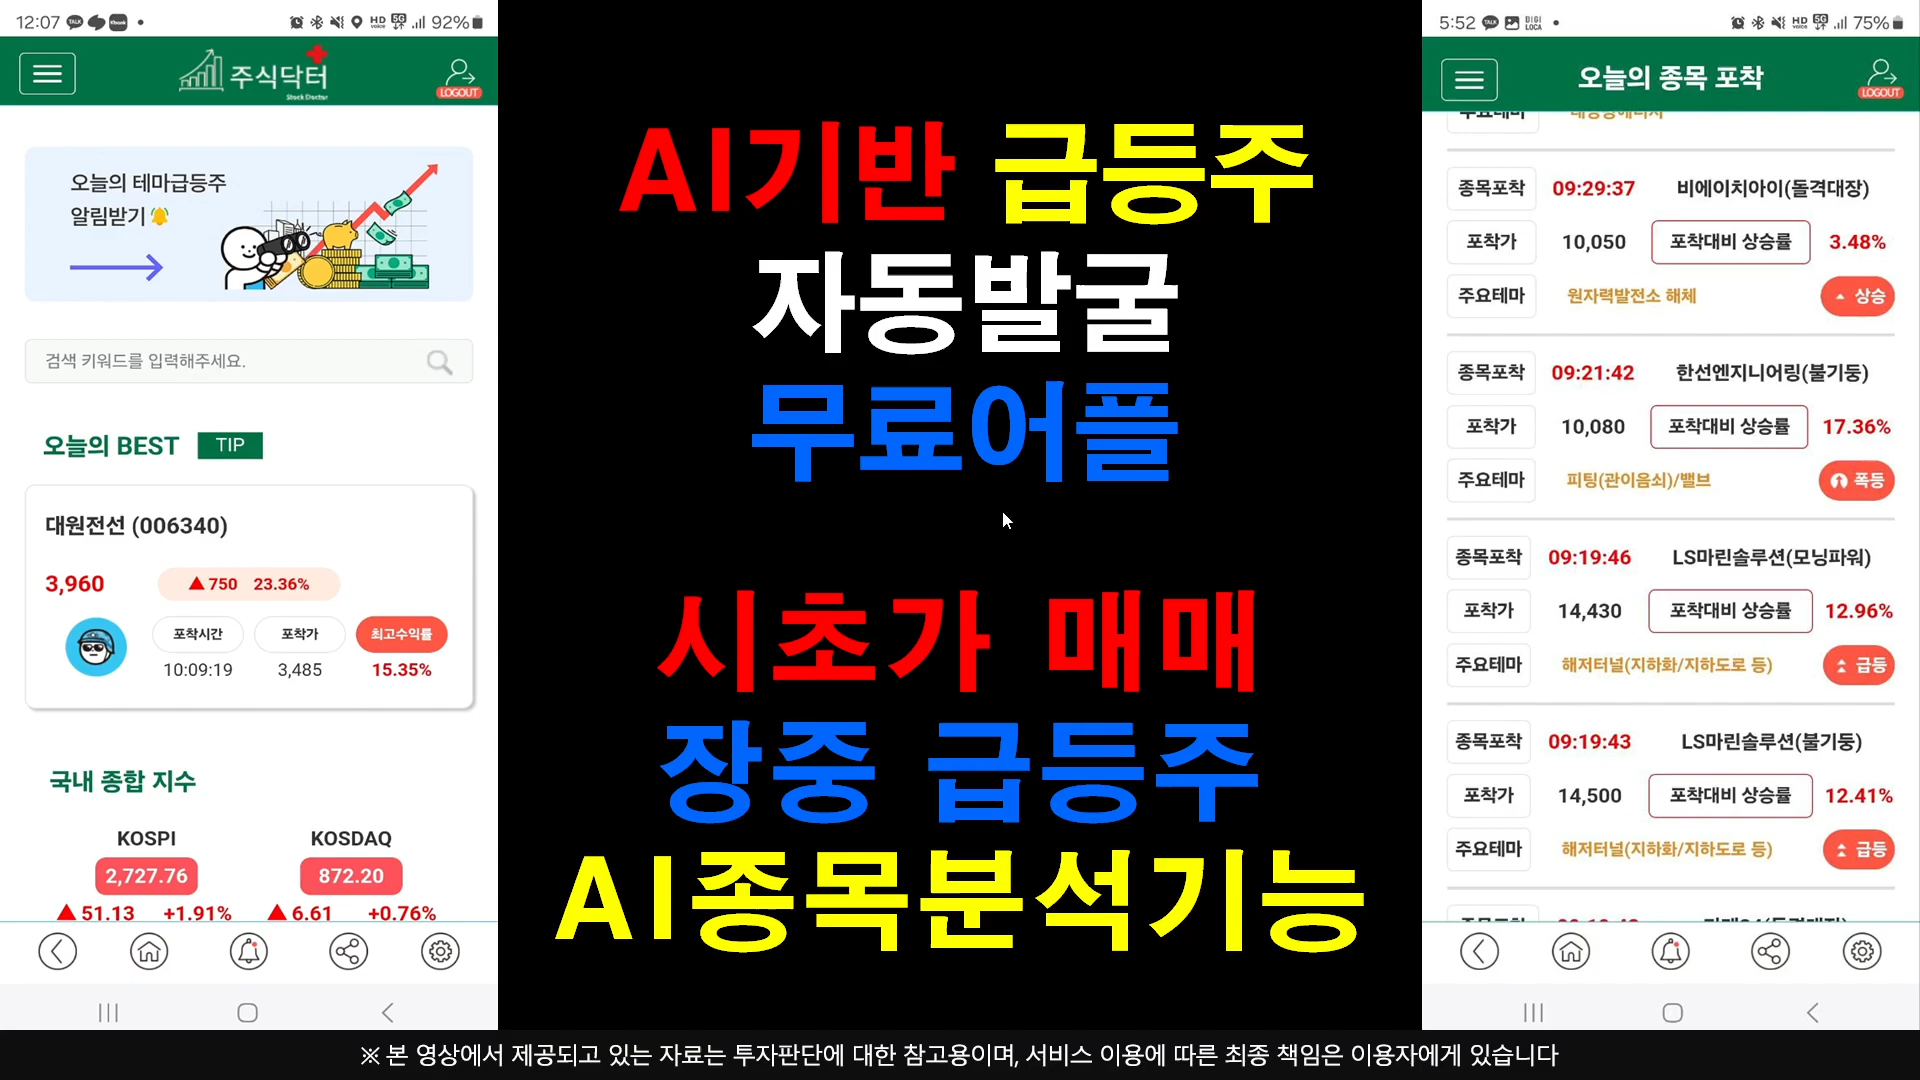 12:07
92%
주식닥터
Stock Doctor
LOGOUT
오늘의 테마급등주
알림받기
검색 키워드를 입력해주세요.
오늘의 BEST TIP
대원전선 (006340)
3,960 ▲ 750 23.36%
포착시간 포착가 최고수익률
10:09:19 3,485 15.35%
국내 종합 지수
KOSPI KOSDAQ
2,727.76 872.20
▲ 51.13 +1.91% ▲ 6.61 +0.76%
AI기반 급등주
자동발굴
무료어플
시초가 매매
장중 급등주
AI종목분석기능
5:52
75%
오늘의 종목 포착
LOGOUT
종목포착 09:29:37 비에이치아이(돌격대장)
포착가 10,050 포착대비 상승률 3.48%
주요테마 원자력발전소 해체 상승
종목포착 09:21:42 한선엔지니어링(불기둥)
포착가 10,080 포착대비 상승률 17.36%
주요테마 피팅(관이음쇠)/밸브 폭등
종목포착 09:19:46 LS마린솔루션(모닝파워)
포착가 14,430 포착대비 상승률 12.96%
주요테마 해저터널(지하화/지하도로 등) 급등
종목포착 09:19:43 LS마린솔루션(불기둥)
포착가 14,500 포착대비 상승률 12.41%
주요테마 해저터널(지하화/지하도로 등) 급등
※ 본 영상에서 제공되고 있는 자료는 투자판단에 대한 참고용이며, 서비스 이용에 따른 최종 책임은 이용자에게 있습니다